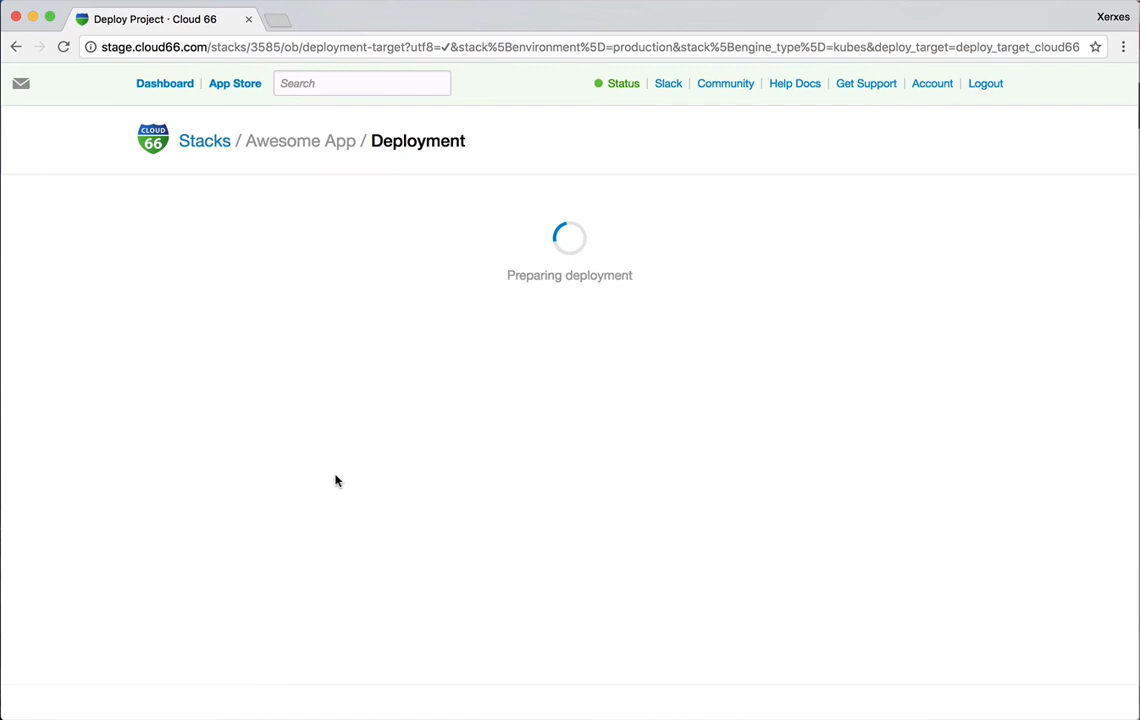 Deploy Project · Cloud 66
Xerxes
stage.cloud66.com/stacks/3585/ob/deployment-target?utf8=✓&stack%5Benvironment%5D=production&stack%5Bengine_type%5D=kubes&deploy_target=deploy_target_cloud66
Dashboard | App Store Search Status | Slack | Community | Help Docs | Get Support | Account | Logout
CLOUD
66
Stacks / Awesome App / Deployment
Preparing deployment